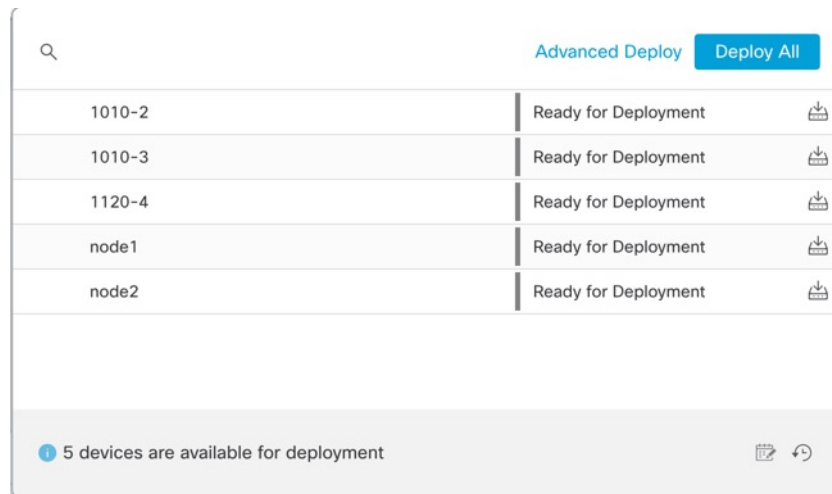 Advanced Deploy Deploy All
1010-2 Ready for Deployment
1010-3 Ready for Deployment
1120-4 Ready for Deployment
node1 Ready for Deployment
node2 Ready for Deployment
5 devices are available for deployment